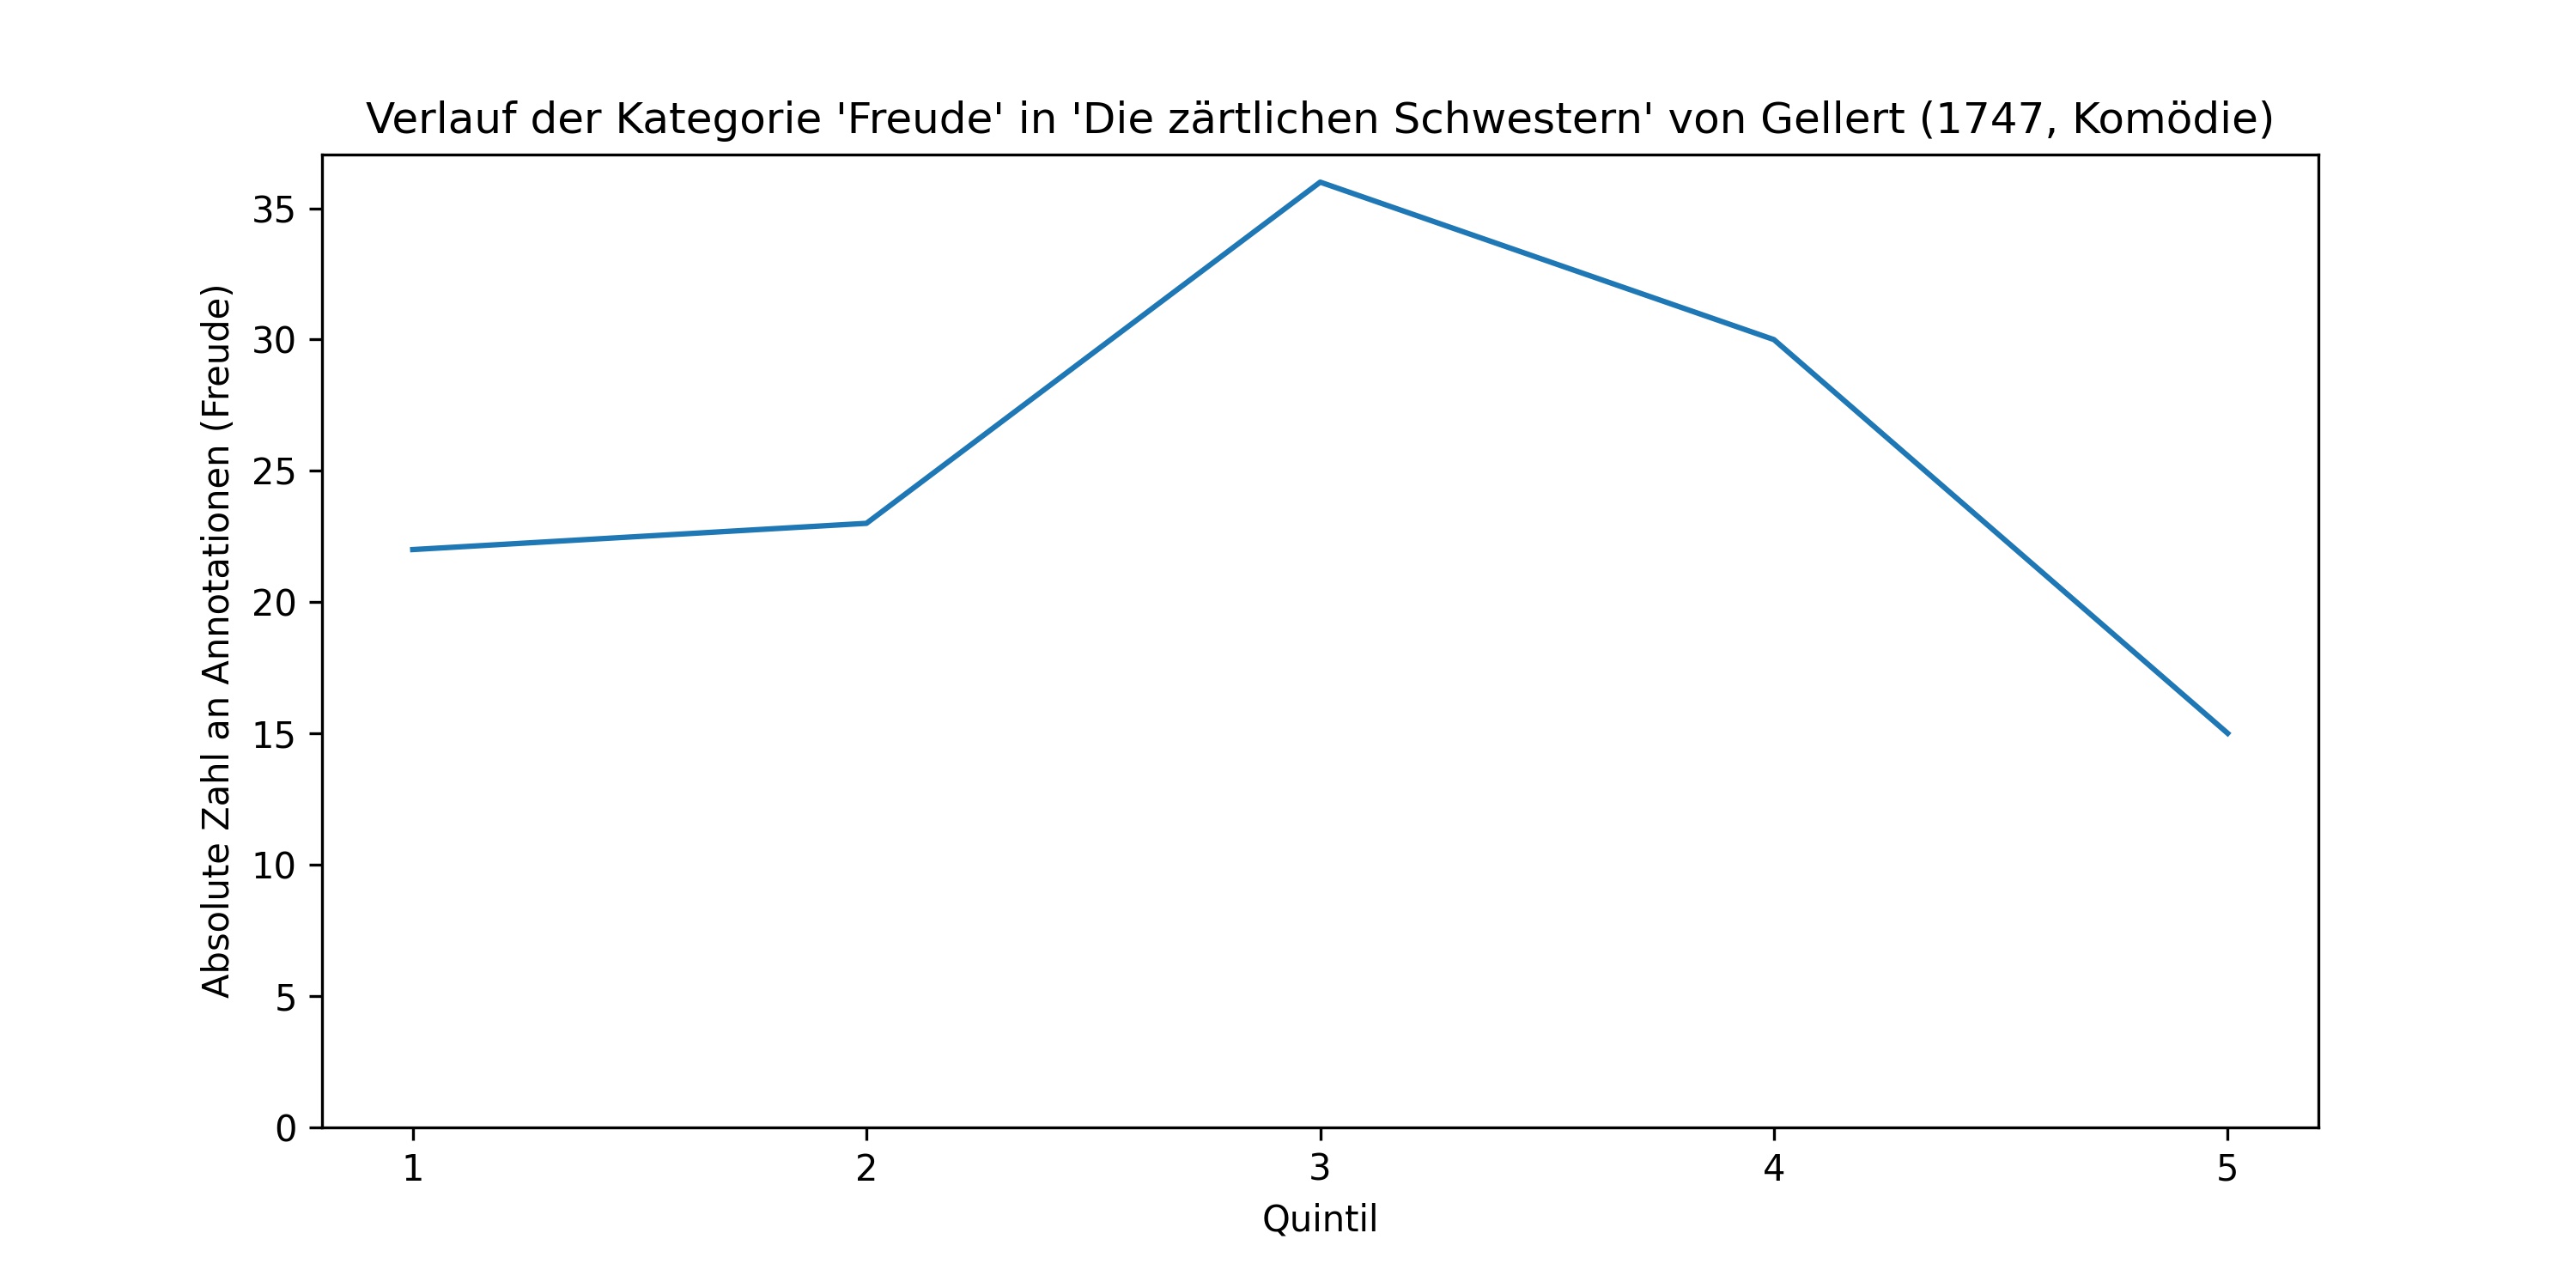 Verlauf der Kategorie 'Freude' in 'Die zärtlichen Schwestern' von Gellert (1747, Komödie)
Absolute Zahl an Annotationen (Freude)
35
30
25
20
15
10
5
0
1 2 3 4 5
Quintil